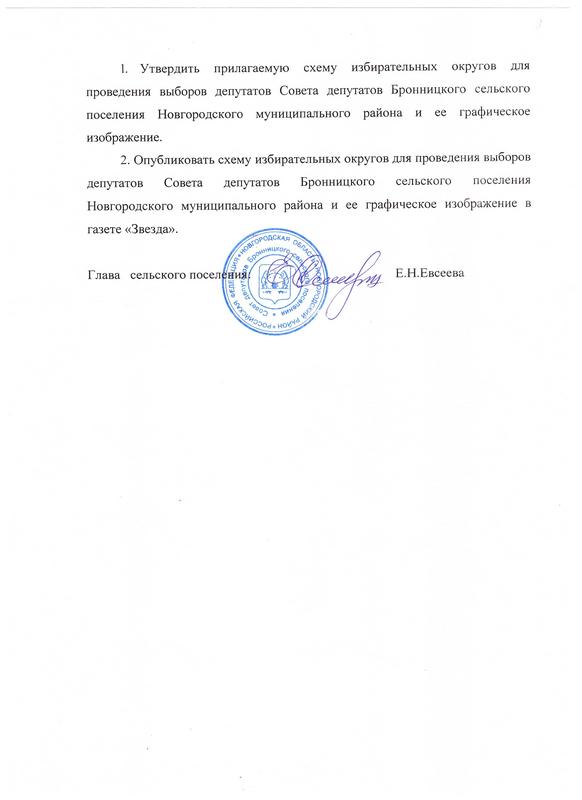 1. Утвердить прилагаемую схему избирательных округов для
проведения выборов депутатов Совета депутатов Бронницкого сельского
поселения Новгородского муниципального района и ее графическое
изображение.
2. Опубликовать схему избирательных округов для проведения выборов
депутатов Совета депутатов Бронницкого сельского поселения
Новгородского муниципального района и ее графическое изображение в
газете «Звезда».
Глава сельского поселения: Е.Н.Евсеева
РОССИЙСКАЯ ФЕДЕРАЦИЯ * НОВГОРОДСКАЯ ОБЛАСТЬ * НОВГОРОДСКИЙ РАЙОН *
Совет депутатов Бронницкого сельского поселения *